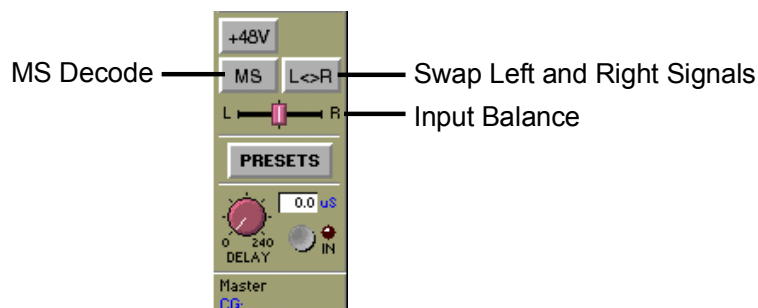 +48V
MS Decode MS L<>R Swap Left and Right Signals
L R Input Balance
PRESETS
0.0 uS
0 240 IN
DELAY
Master
CG: